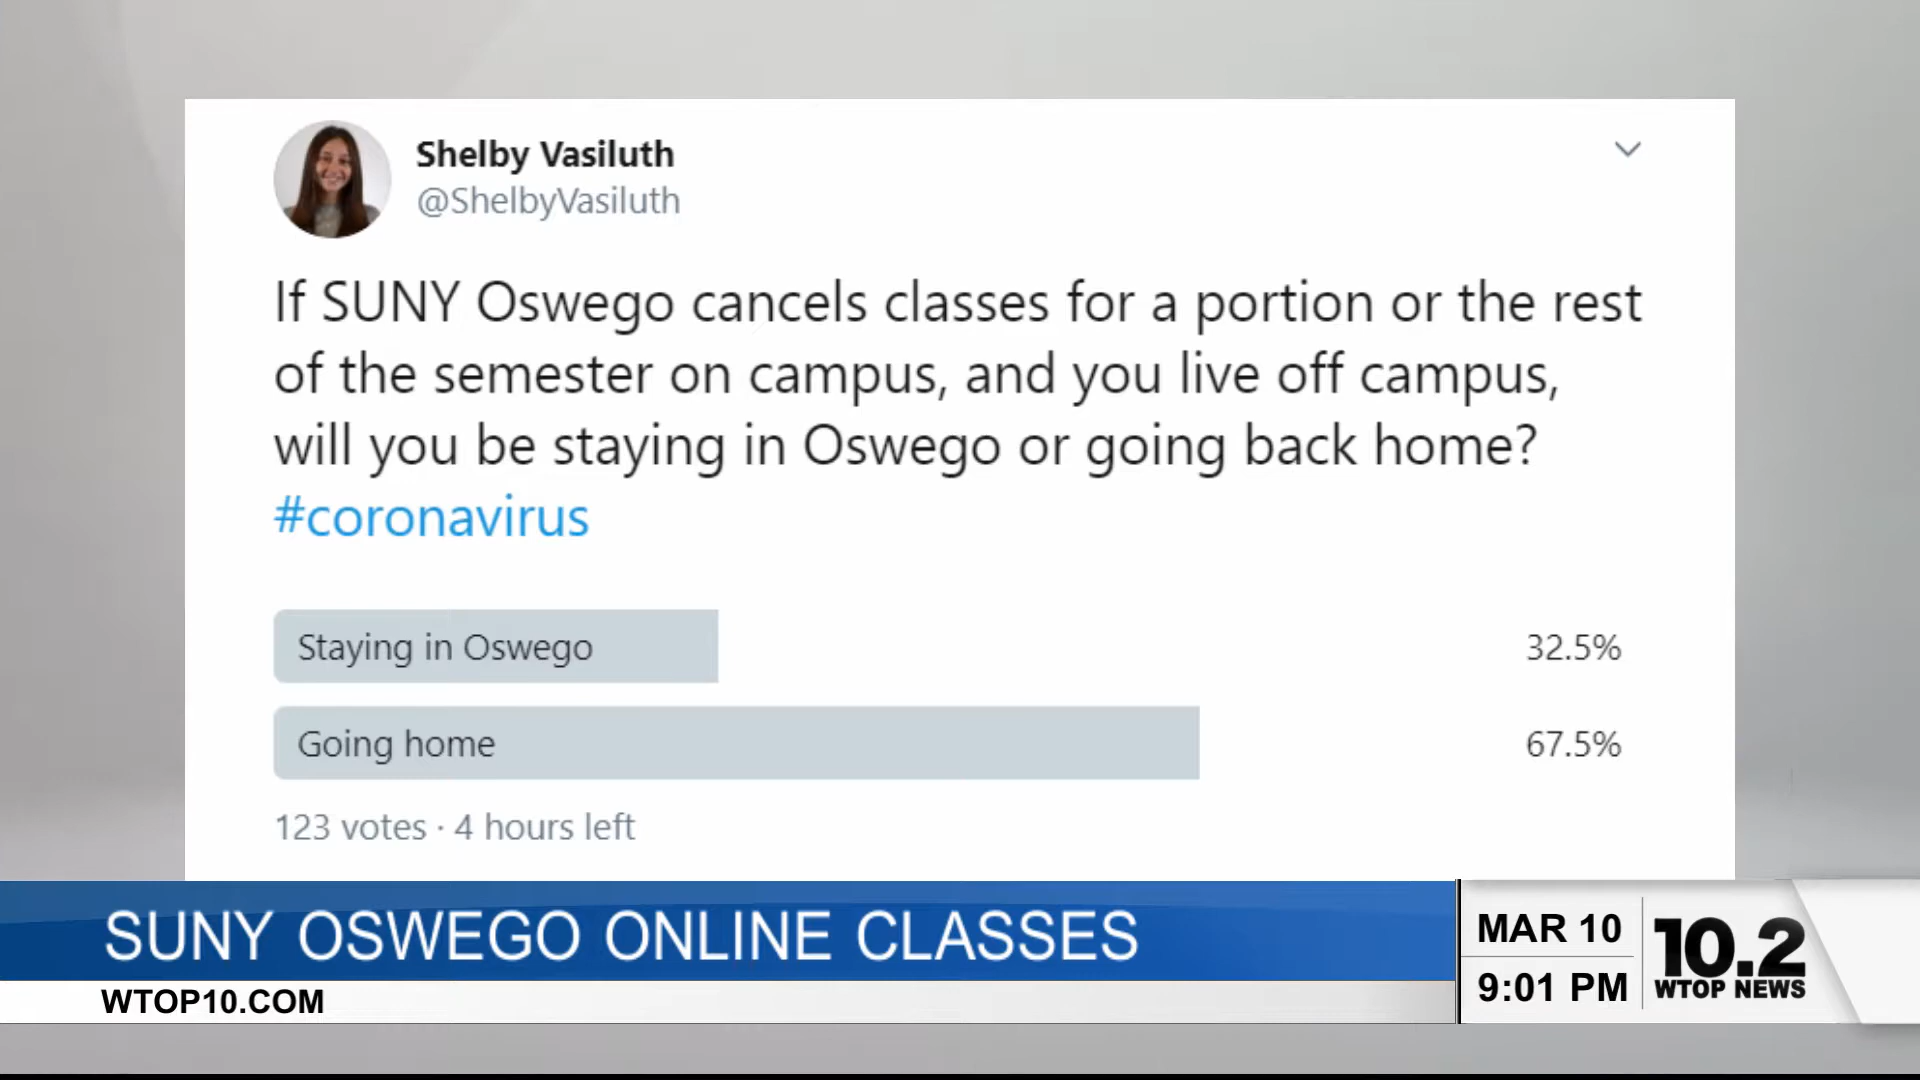 Shelby Vasiluth
@ShelbyVasiluth
If SUNY Oswego cancels classes for a portion or the rest
of the semester on campus, and you live off campus,
will you be staying in Oswego or going back home?
#coronavirus
Staying in Oswego 32.5%
Going home 67.5%
123 votes · 4 hours left
SUNY OSWEGO ONLINE CLASSES
WTOP10.COM
MAR 10
9:01 PM
10.2
WTOP NEWS